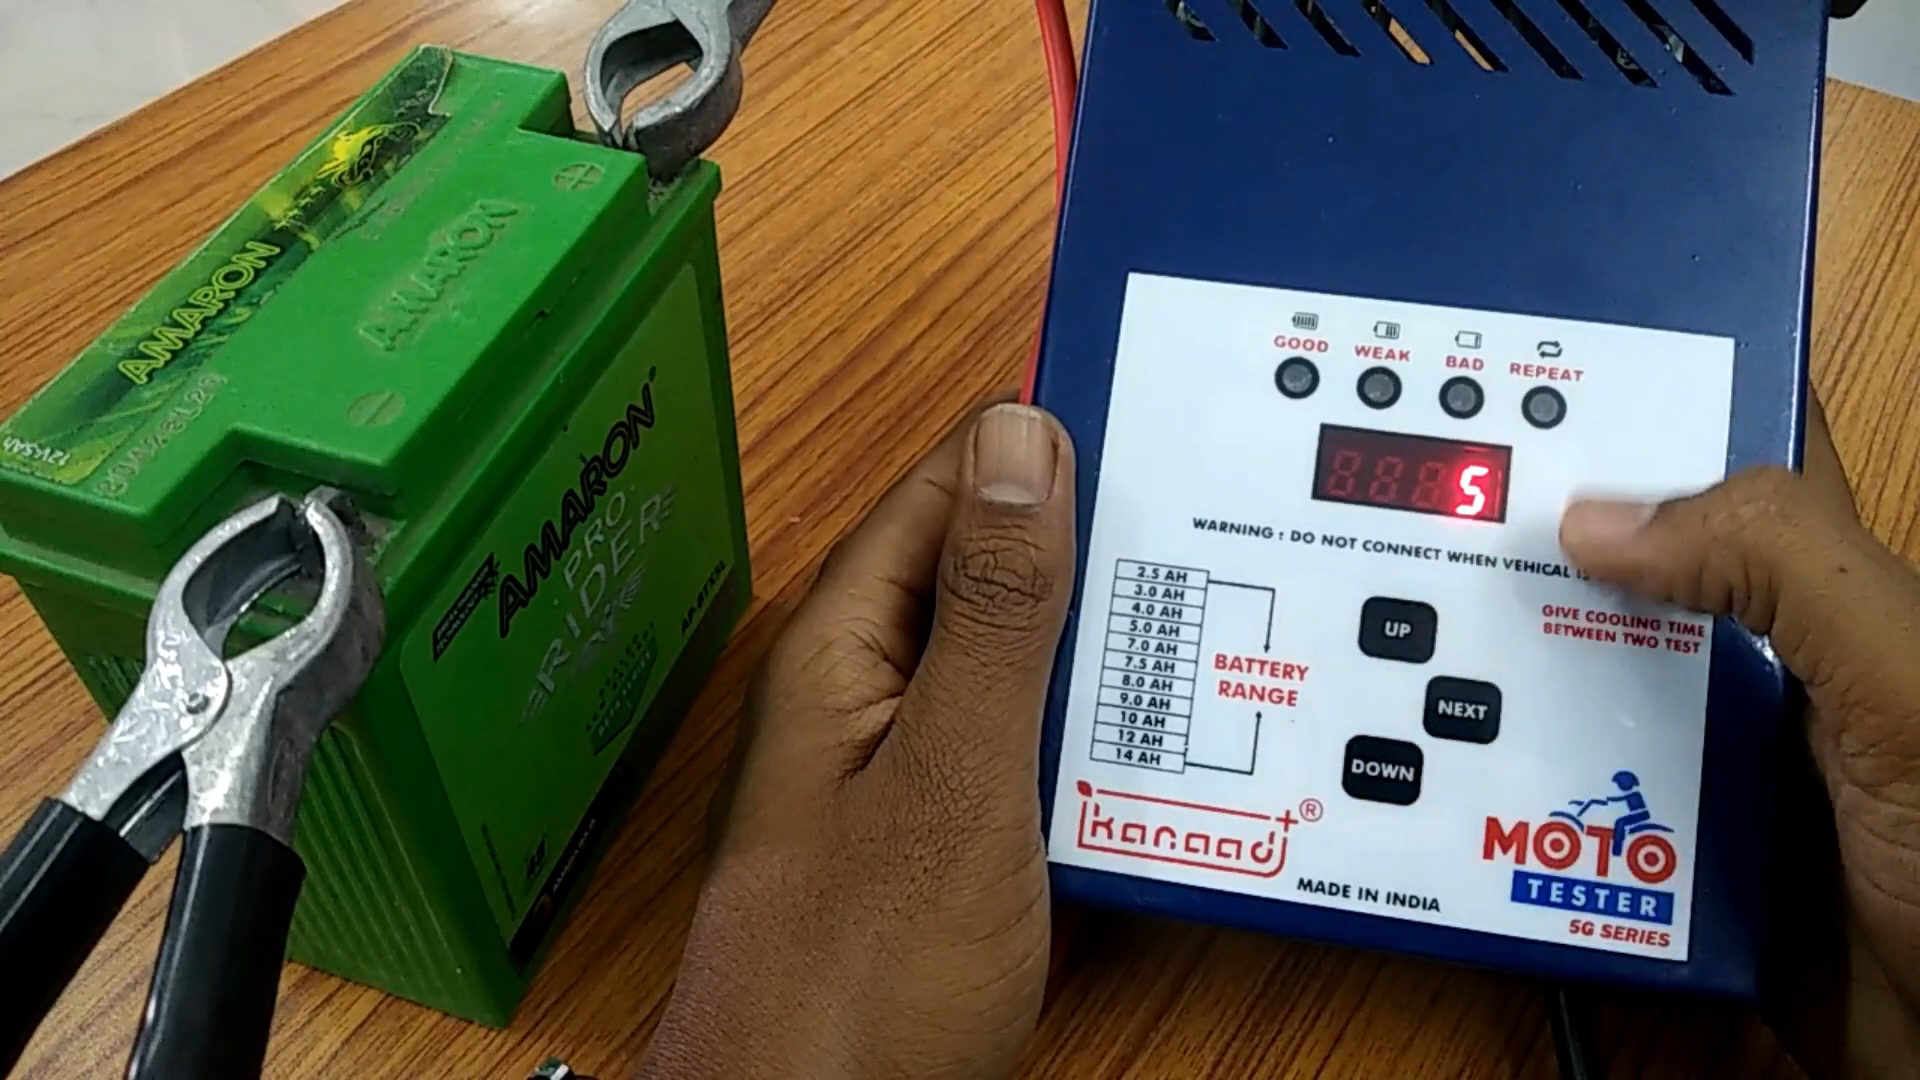 AMARON
AMARON
12V5Ah
AMARON
PRO
RIDER
GOOD
WEAK
BAD
REPEAT
5
WARNING : DO NOT CONNECT WHEN VEHICAL IS
GIVE COOLING TIME
BETWEEN TWO TEST
2.5 AH
3.0 AH
4.0 AH
5.0 AH
7.0 AH
7.5 AH
8.0 AH
9.0 AH
10 AH
12 AH
14 AH
BATTERY
RANGE
UP
NEXT
DOWN
kanaad+®
MADE IN INDIA
MOTO
TESTER
5G SERIES